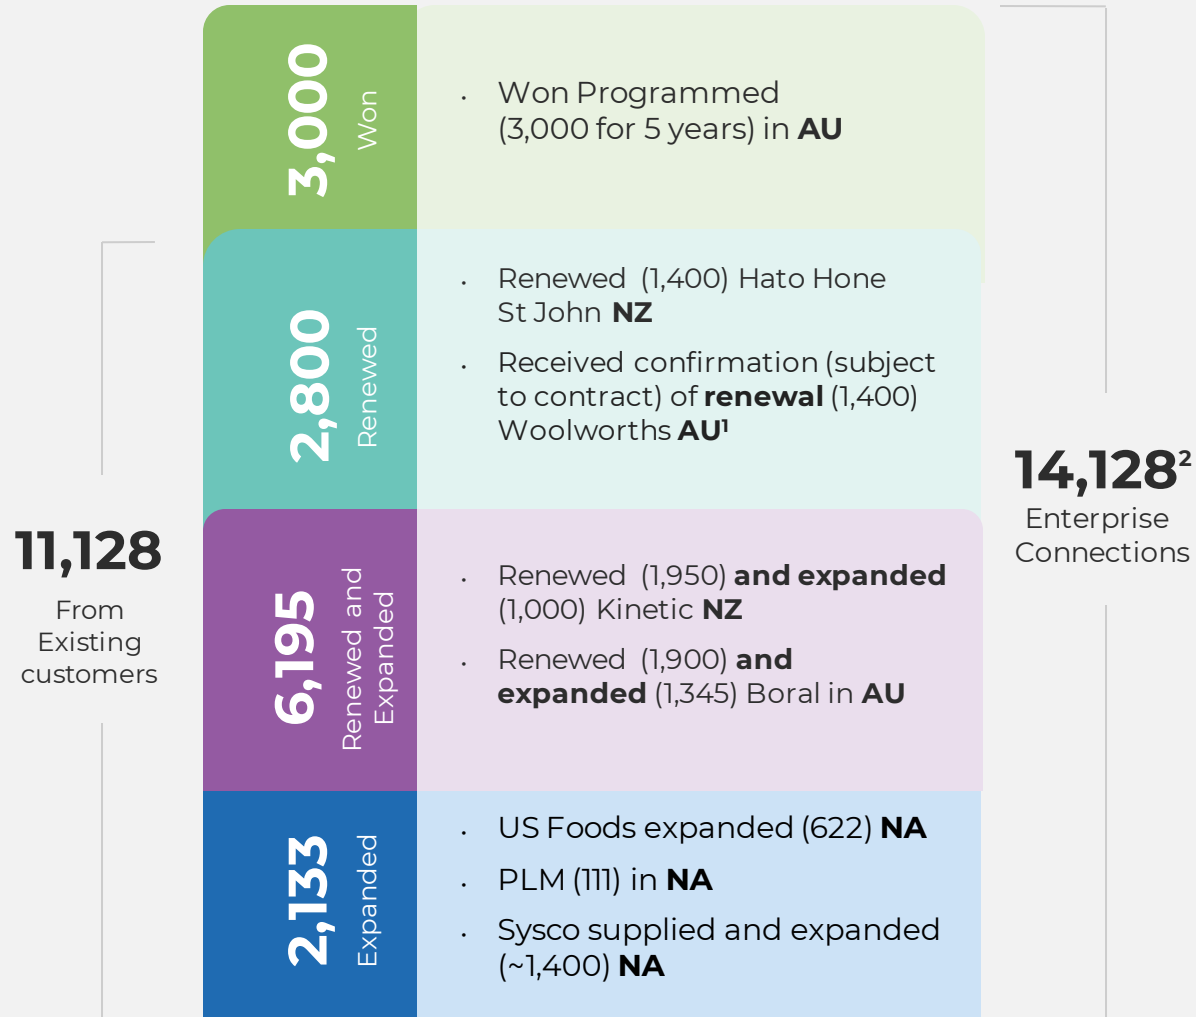 3,000
Won
• Won Programmed
(3,000 for 5 years) in AU
2,800
Renewed
• Renewed (1,400) Hato Hone
St John NZ
• Received confirmation (subject
to contract) of renewal (1,400)
Woolworths AU¹
6,195
Renewed and
Expanded
• Renewed (1,950) and expanded
(1,000) Kinetic NZ
• Renewed (1,900) and
expanded (1,345) Boral in AU
2,133
Expanded
• US Foods expanded (622) NA
• PLM (111) in NA
• Sysco supplied and expanded
(~1,400) NA
11,128
From
Existing
customers
14,128²
Enterprise
Connections